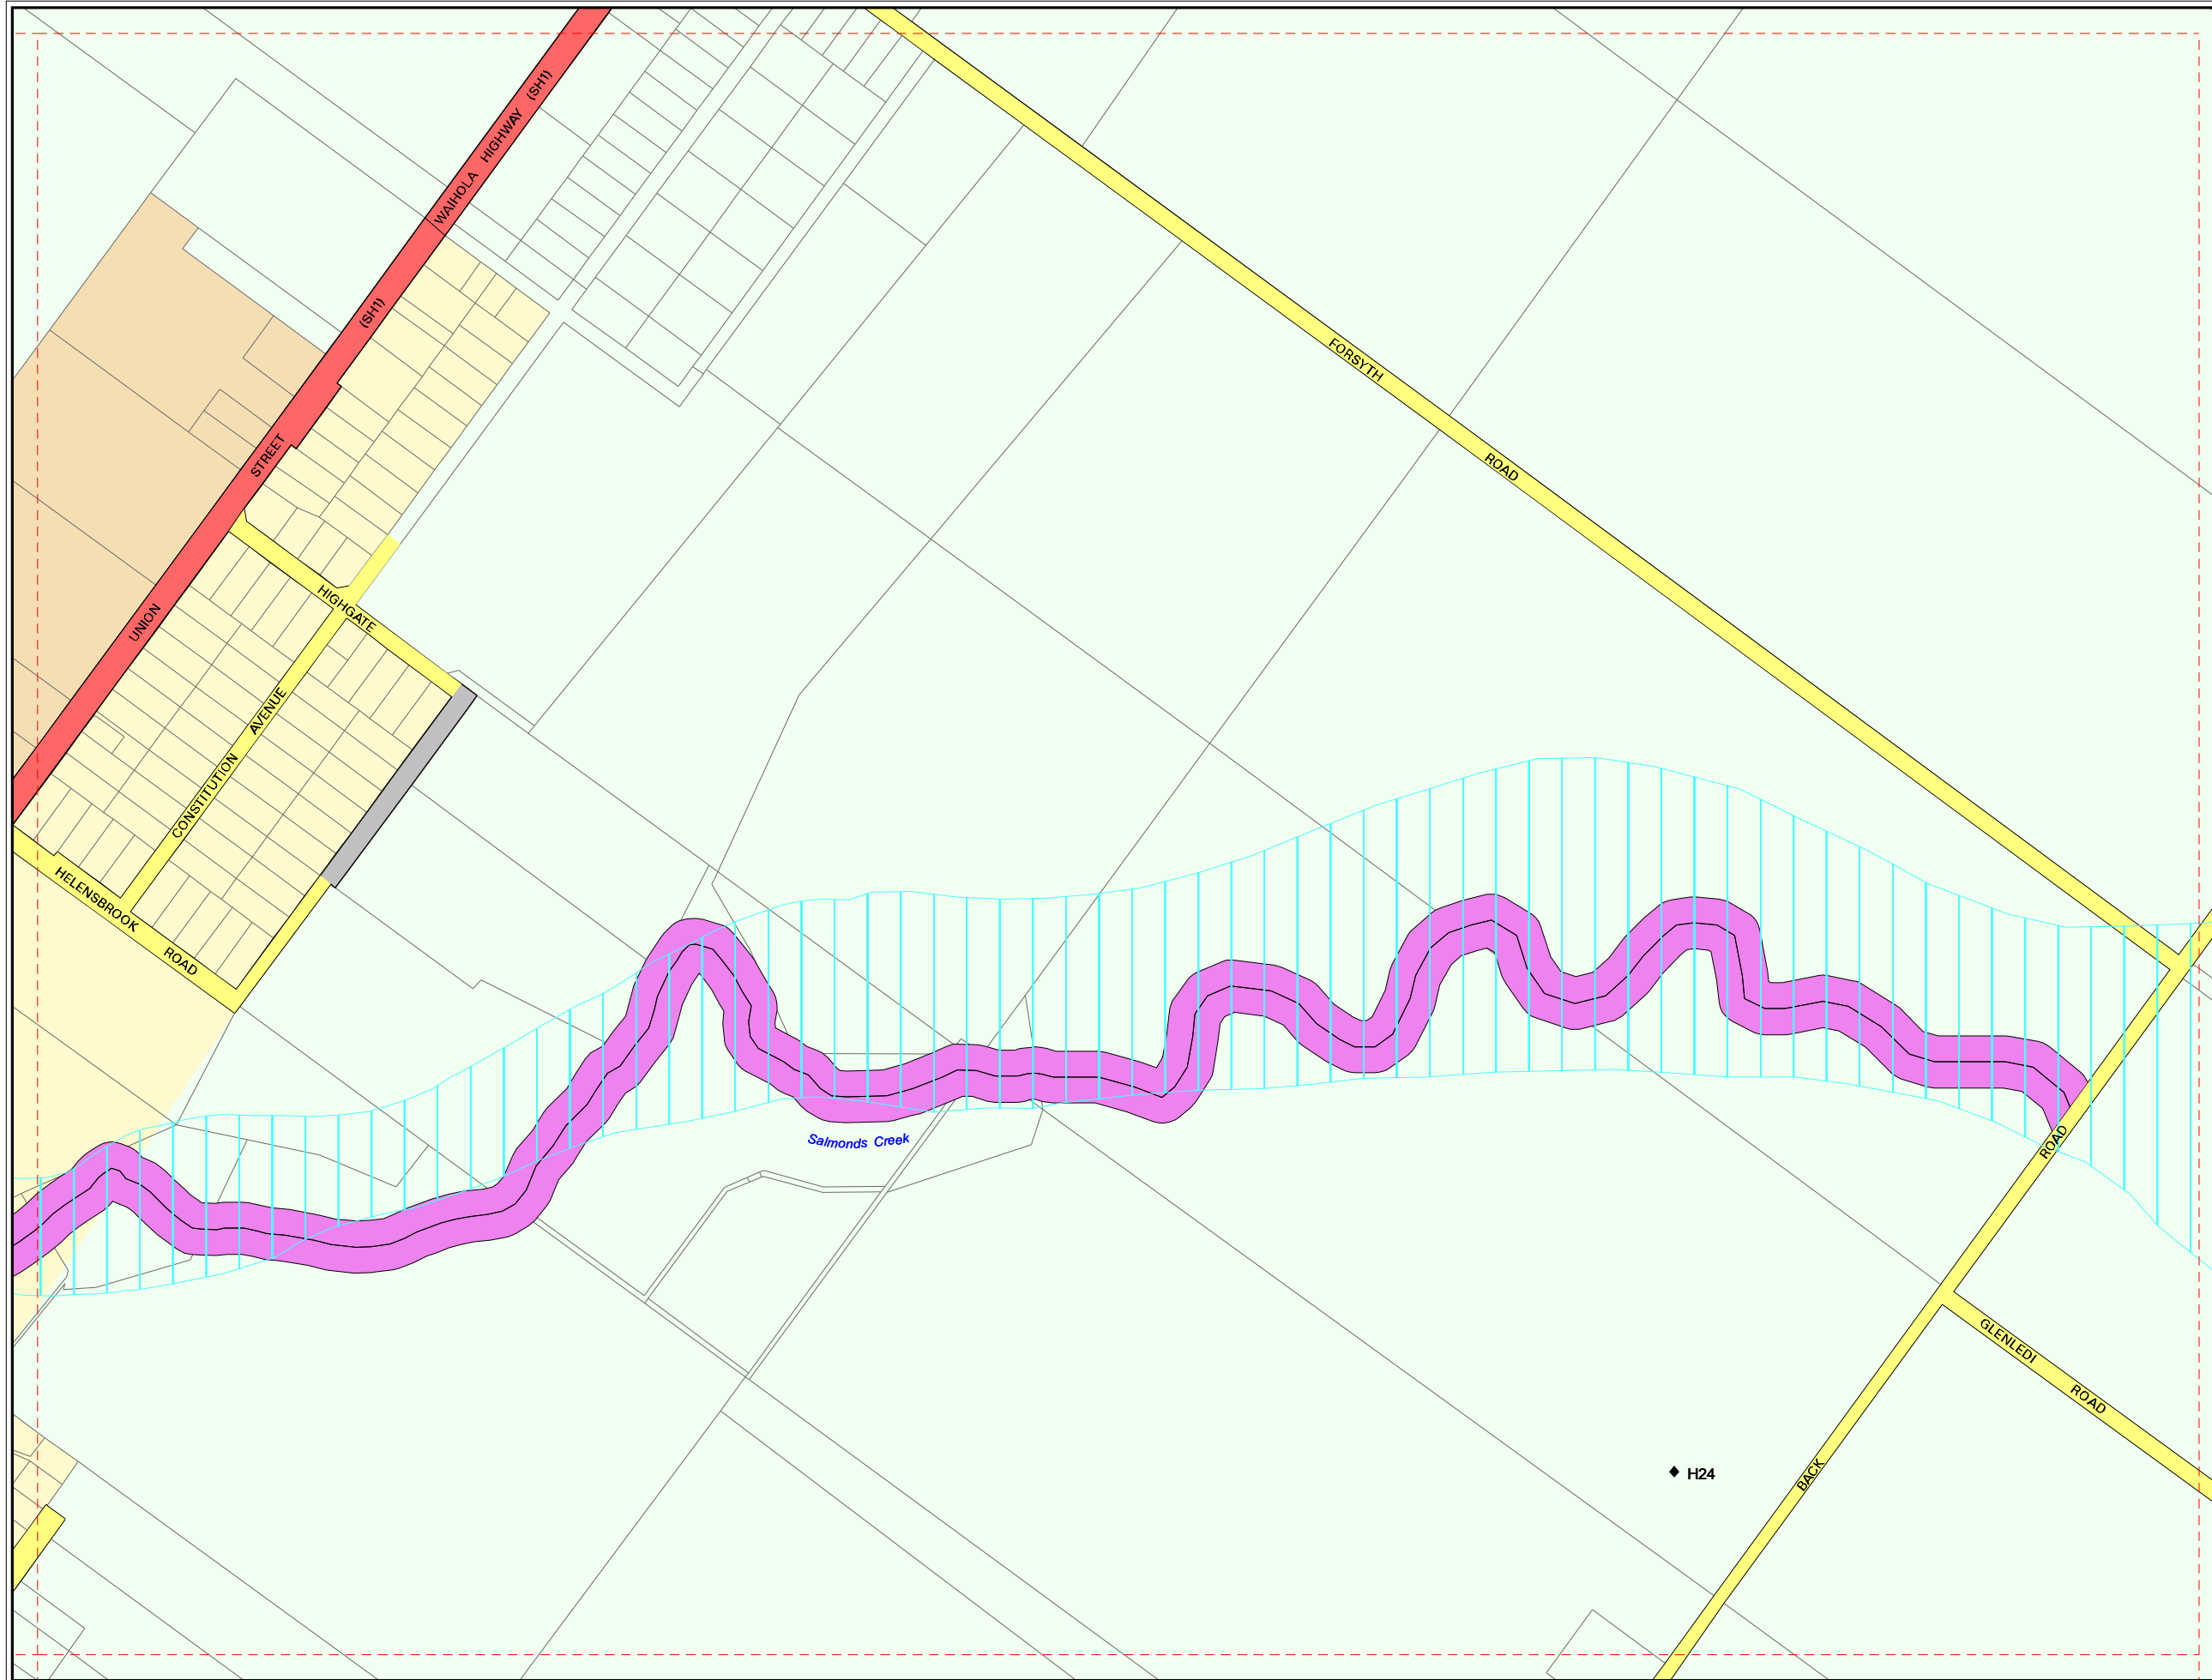 WAIHOLA HIGHWAY (SH1)
(SH1)
FORSYTH
STREET
ROAD
UNION
HIGHGATE
CONSTITUTION AVENUE
HELENSBROOK
ROAD
Salmonds Creek
ROAD
GLENLEDI
ROAD
H24
BACK